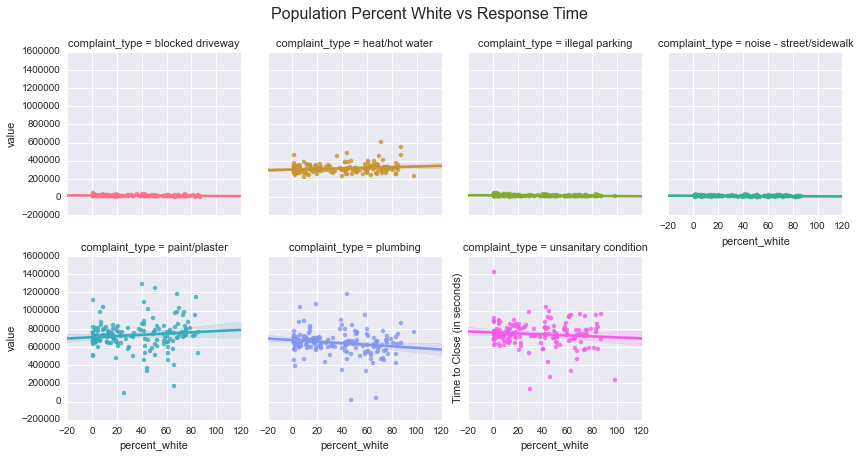 Population Percent White vs Response Time
complaint_type = blocked driveway
complaint_type = heat/hot water
complaint_type = illegal parking
complaint_type = noise - street/sidewalk
1600000
1400000
1200000
1000000
800000
600000
400000
200000
0
−200000
value
−20 0 20 40 60 80 100 120
percent_white
complaint_type = paint/plaster
complaint_type = plumbing
complaint_type = unsanitary condition
1600000
1400000
1200000
1000000
800000
600000
400000
200000
0
−200000
value
Time to Close (in seconds)
−20 0 20 40 60 80 100 120
−20 0 20 40 60 80 100 120
−20 0 20 40 60 80 100 120
percent_white
percent_white
percent_white